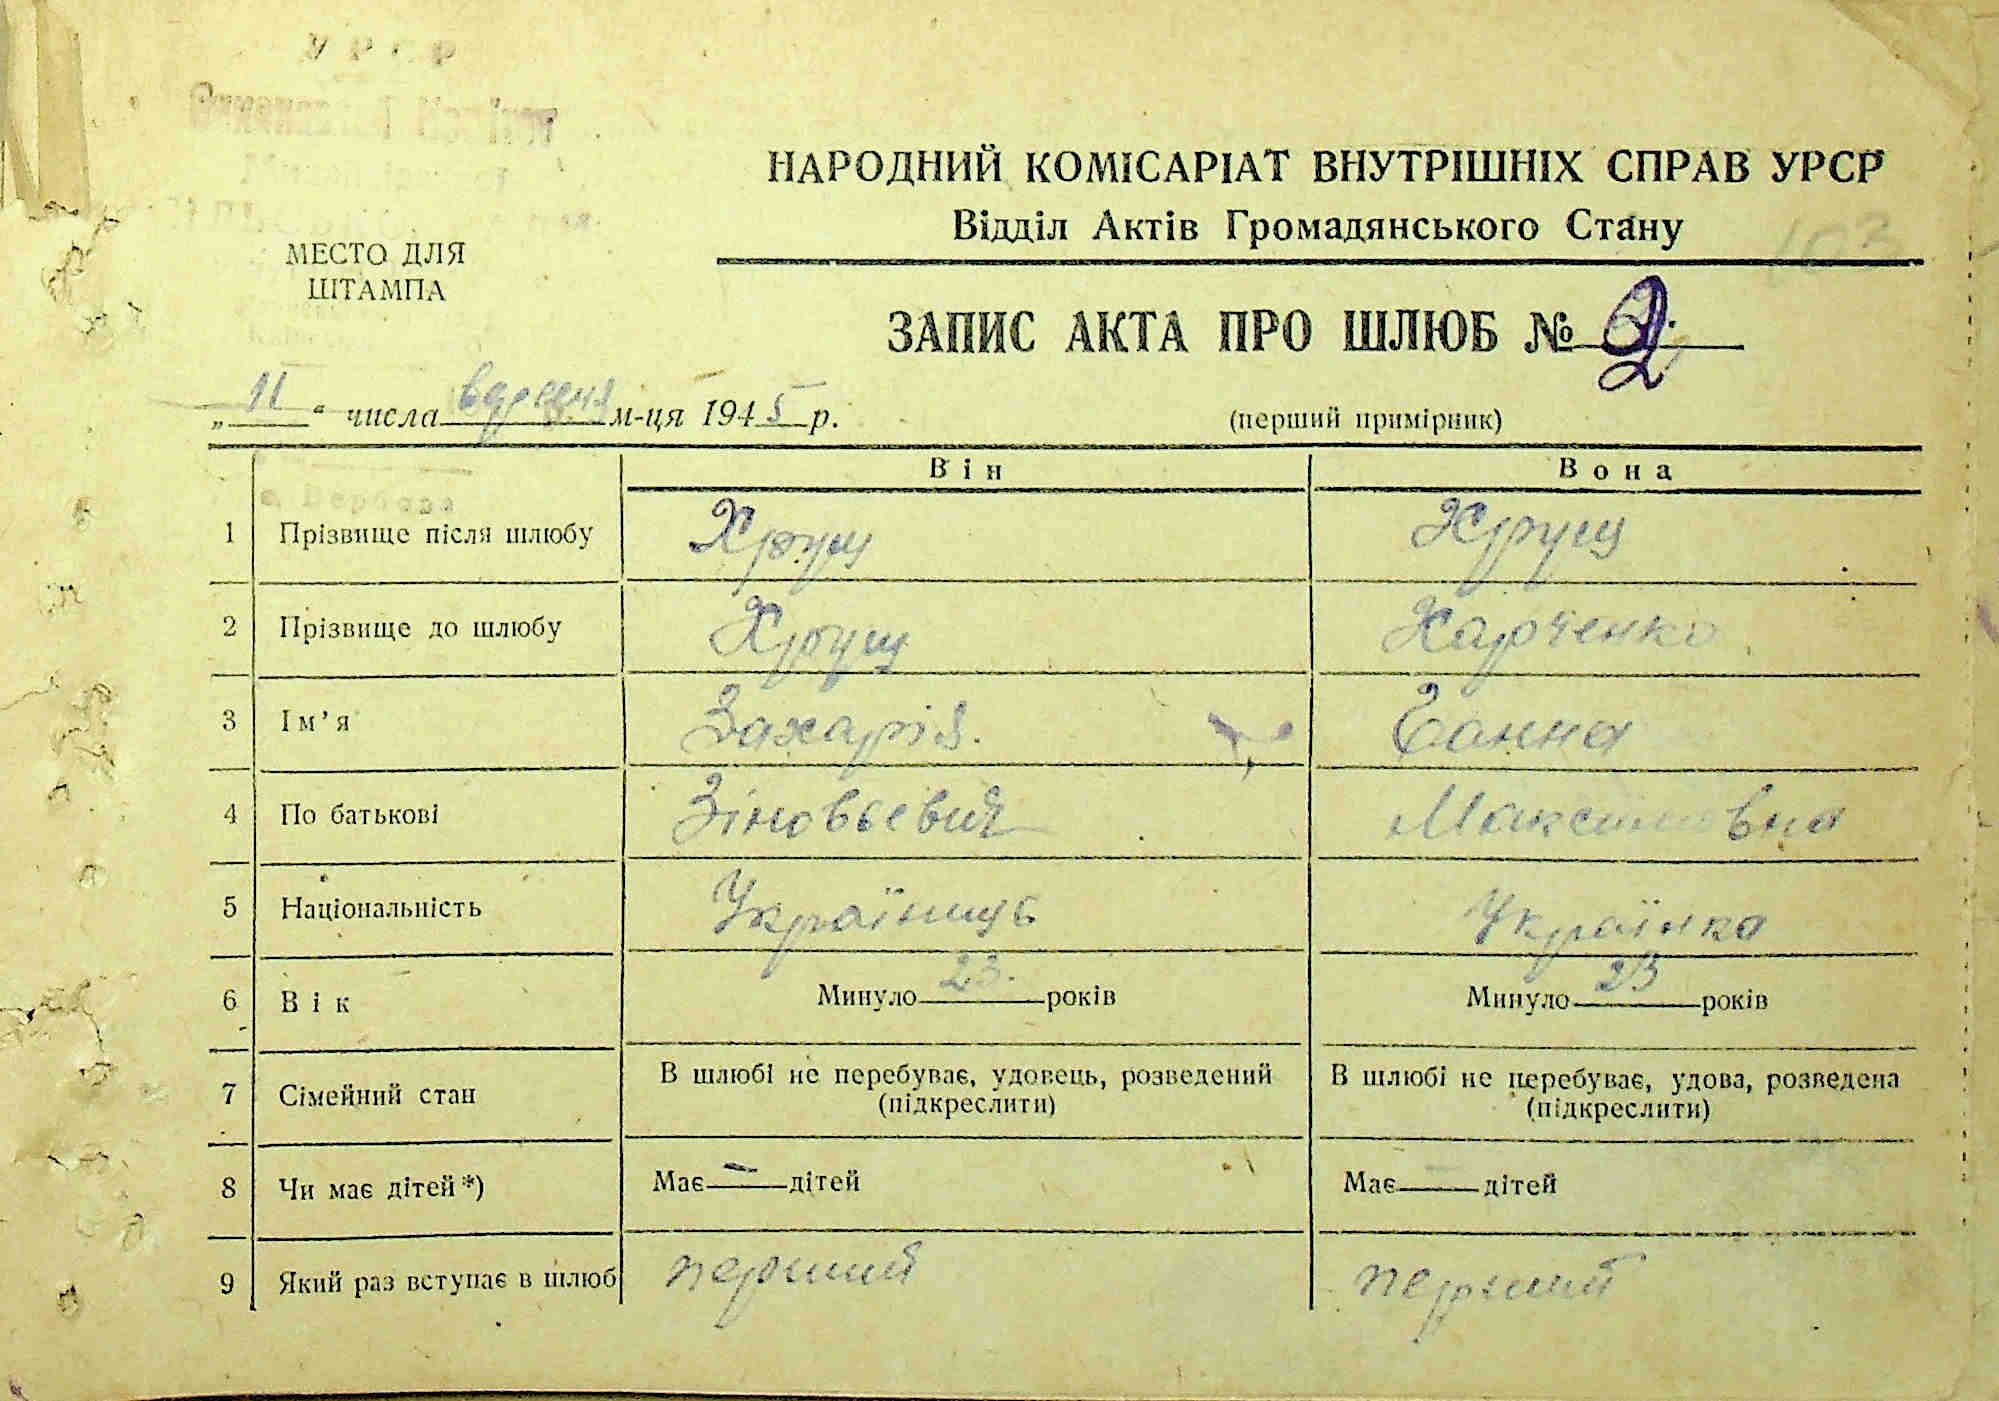 УРСР
НАРОДНИЙ КОМІСАРІАТ ВНУТРІШНІХ СПРАВ УРСР
Відділ Актів Громадянського Стану
103
МЕСТО ДЛЯ
ШТАМПА
ЗАПИС АКТА ПРО ШЛЮБ № 2
„11“ числа вересня м-ця 1945 р.
(перший примірник)
Він
Вона
с. Вербова
1 Прізвище після шлюбу Хрущ Хрущ
2 Прізвище до шлюбу Хрущ Харченко
3 Ім'я Захарій. Ганна
4 По батькові Зіновьевич Максимовна
5 Національність Українць Українка
6 Вік Минуло 23. років Минуло 23 років
7 Сімейний стан В шлюбі не перебуває, удовець, розведений (підкреслити) В шлюбі не перебуває, удова, розведена (підкреслити)
8 Чи має дітей*) Має — дітей Має — дітей
9 Який раз вступає в шлюб перший перший